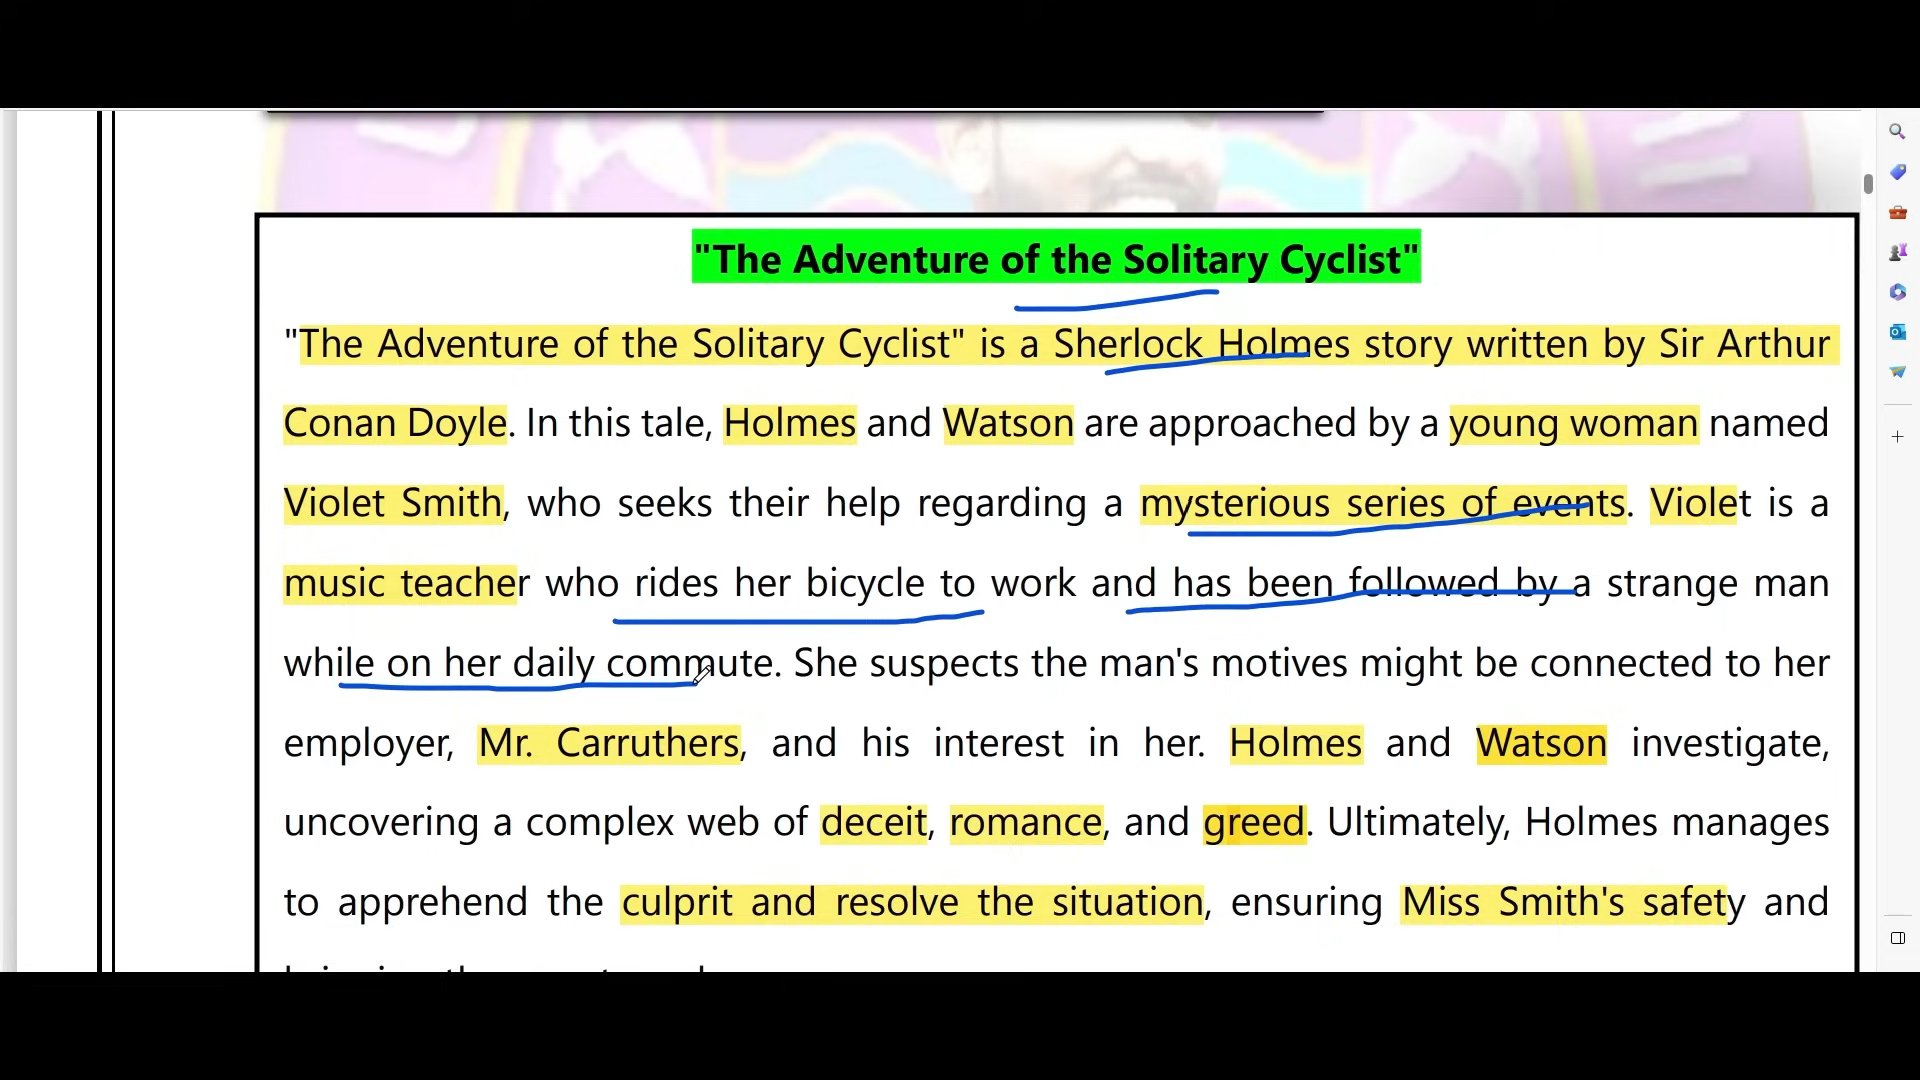 "The Adventure of the Solitary Cyclist"
"The Adventure of the Solitary Cyclist" is a Sherlock Holmes story written by Sir Arthur
Conan Doyle. In this tale, Holmes and Watson are approached by a young woman named
Violet Smith, who seeks their help regarding a mysterious series of events. Violet is a
music teacher who rides her bicycle to work and has been followed by a strange man
while on her daily commute. She suspects the man's motives might be connected to her
employer, Mr. Carruthers, and his interest in her. Holmes and Watson investigate,
uncovering a complex web of deceit, romance, and greed. Ultimately, Holmes manages
to apprehend the culprit and resolve the situation, ensuring Miss Smith's safety and